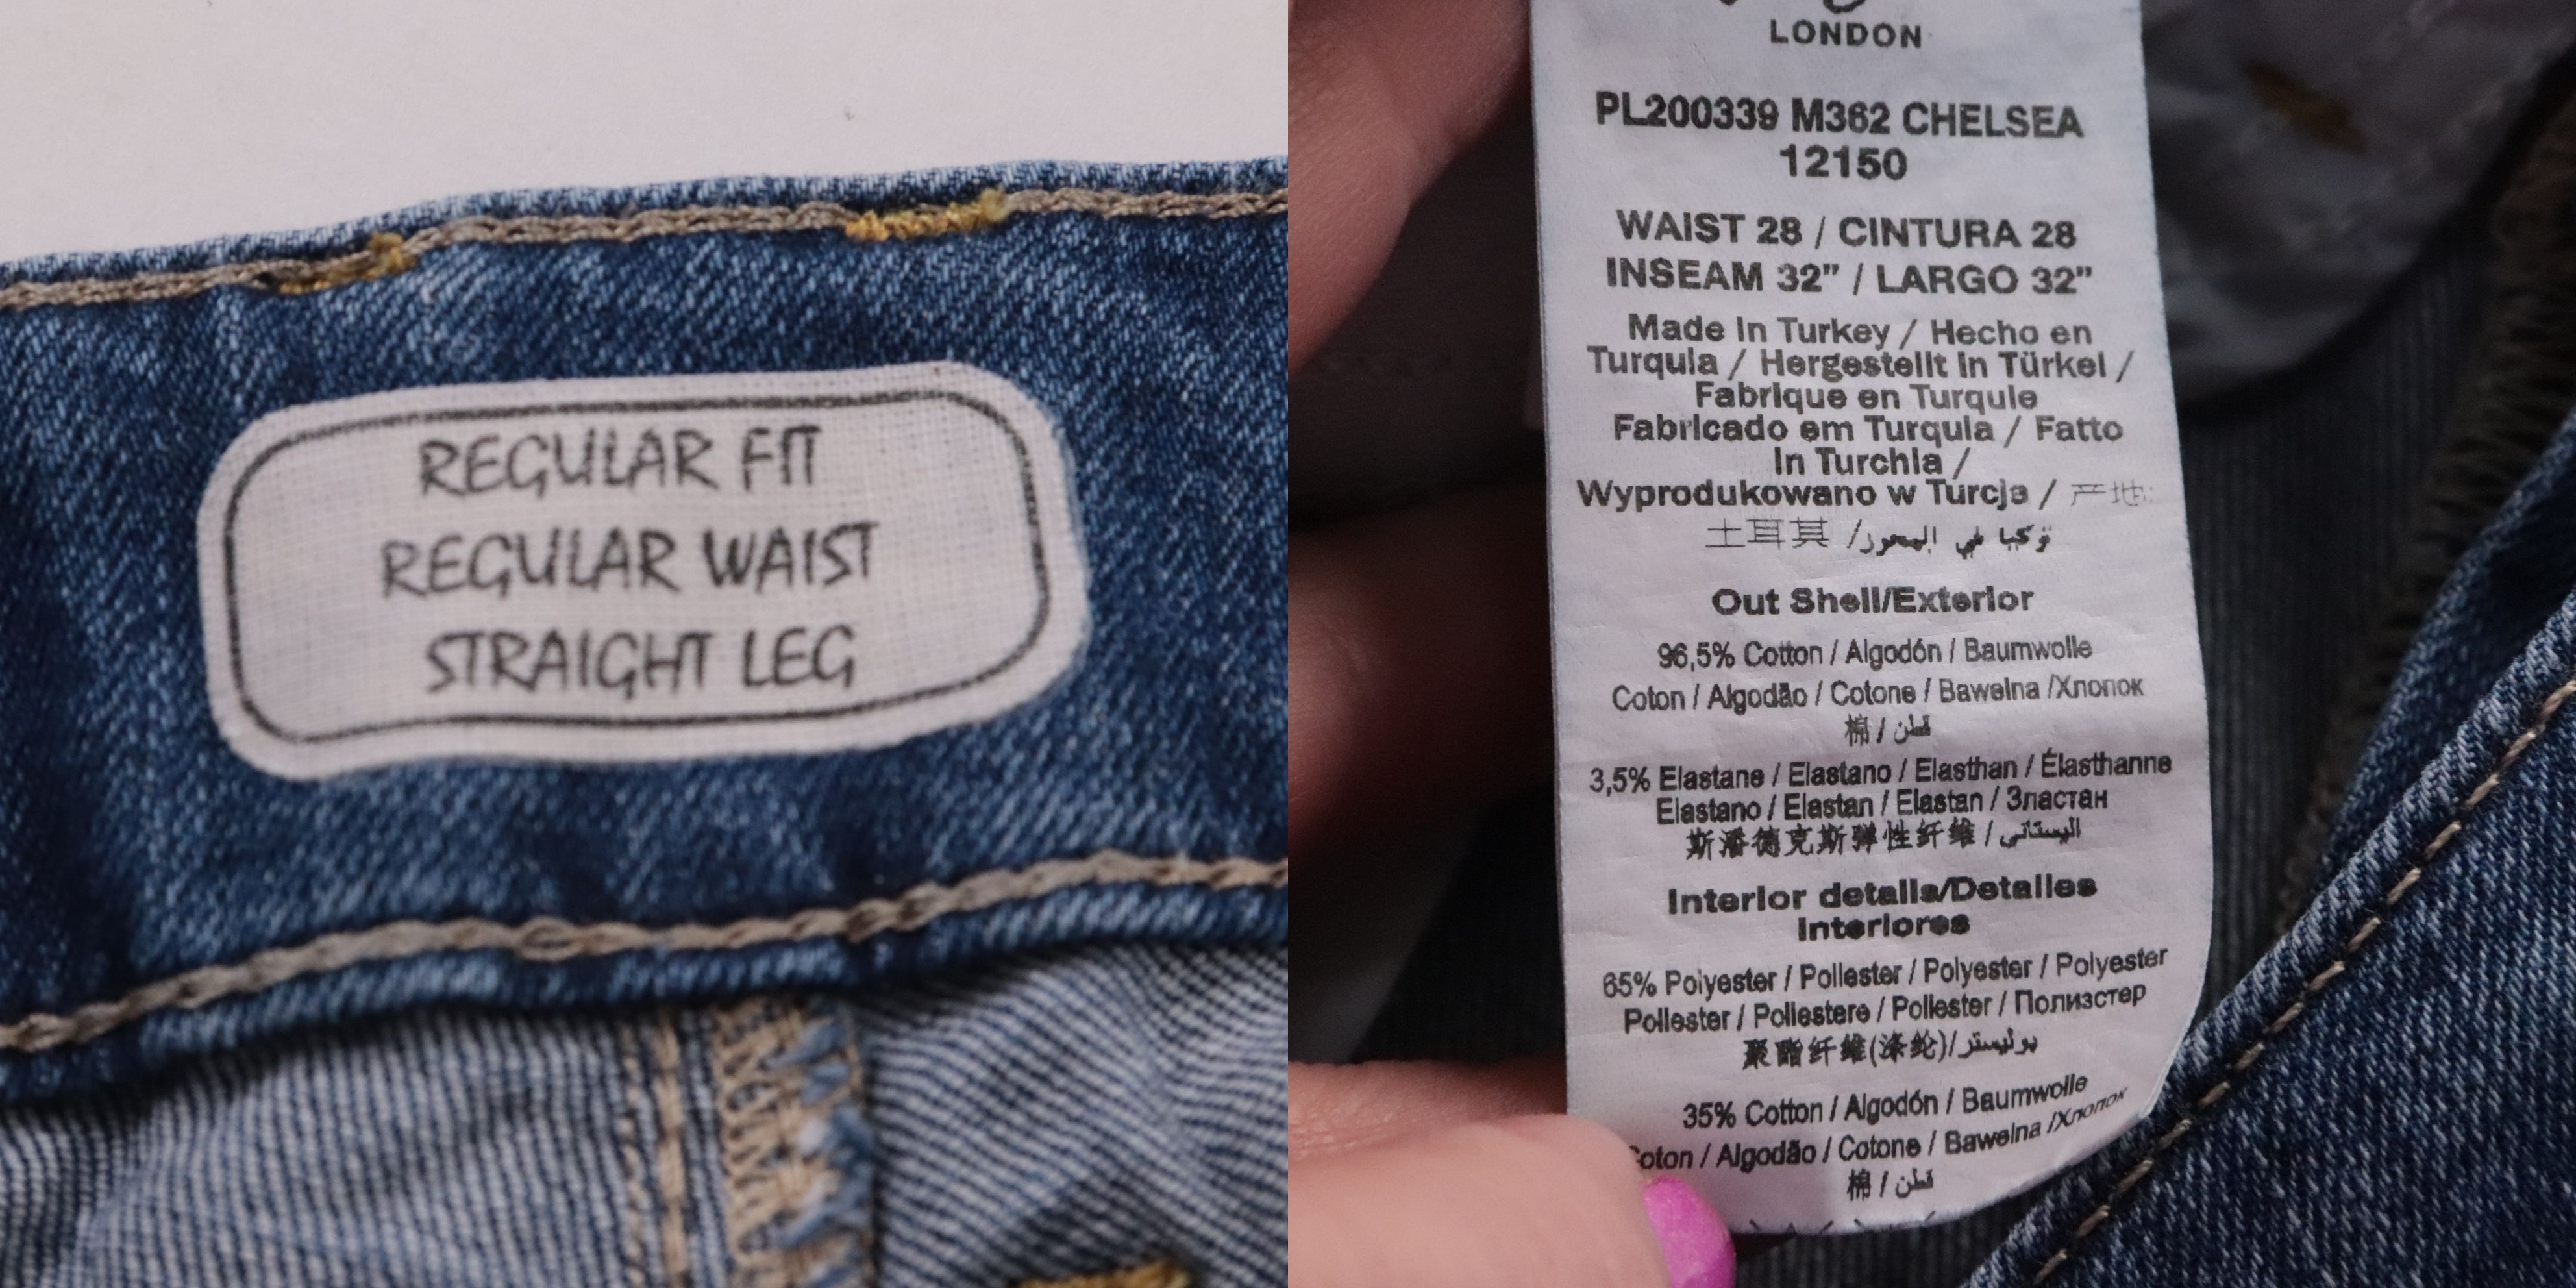 REGULAR FIT
REGULAR WAIST
STRAIGHT LEG
LONDON
PL200339 M362 CHELSEA
12150
WAIST 28 / CINTURA 28
INSEAM 32" / LARGO 32"
Made In Turkey / Hecho en
Turquia / Hergestellt in Türkei /
Fabrique en Turquie
Fabricado em Turquia / Fatto
in Turchia /
Wyprodukowano w Turcja / 产地:
土耳其 / تركيا في المحور
Out Shell/Exterior
96,5% Cotton / Algodón / Baumwolle
Coton / Algodão / Cotone / Bawełna /Хлопок
棉 / قطن
3,5% Elastane / Elastano / Elasthan / Élasthanne
Elastano / Elastan / Elastan / Зластан
斯潘德克斯弹性纤维 / اليستاني
Interior details/Detalles
Interiores
65% Polyester / Poliester / Polyester / Polyester
Poliester / Poliestere / Poliester / Полизстер
聚酯纤维(涤纶)/بوليستر
35% Cotton / Algodón / Baumwolle
Coton / Algodão / Cotone / Bawełna /Хлопок
棉 / قطن